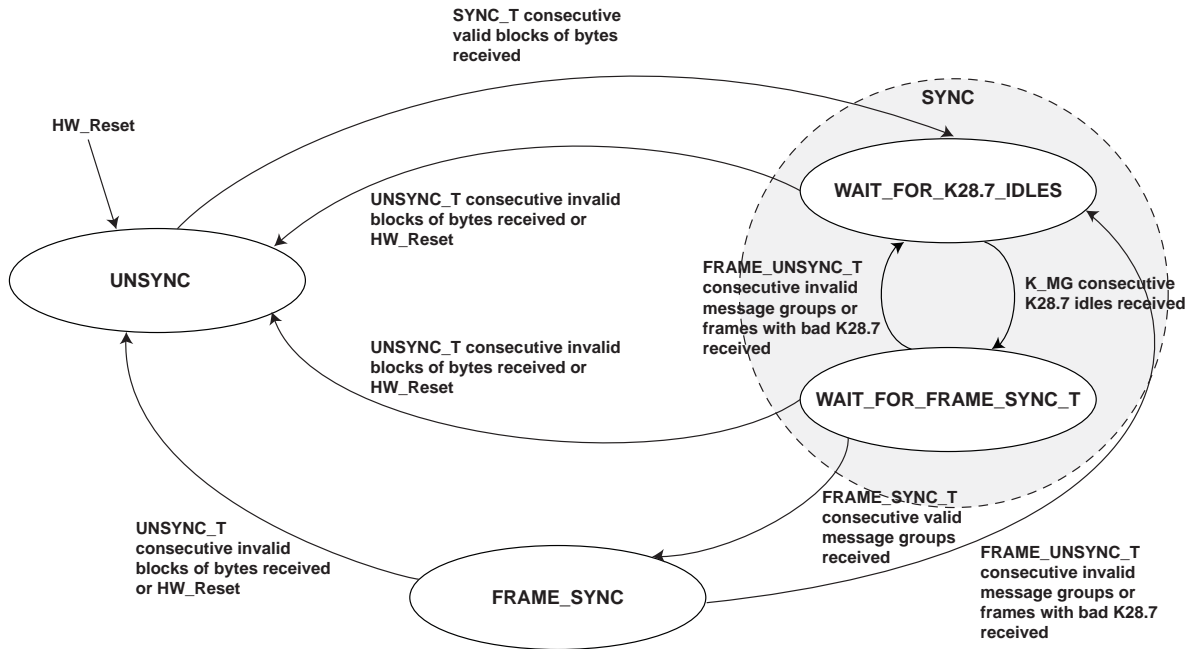 SYNC_T consecutive
valid blocks of bytes
received
SYNC
HW_Reset
WAIT_FOR_K28.7_IDLES
UNSYNC_T consecutive invalid
blocks of bytes received or
HW_Reset
UNSYNC
FRAME_UNSYNC_T
consecutive invalid
message groups or
frames with bad K28.7
received
K_MG consecutive
K28.7 idles received
UNSYNC_T consecutive invalid
blocks of bytes received or
HW_Reset
WAIT_FOR_FRAME_SYNC_T
FRAME_SYNC_T
consecutive valid
message groups
received
UNSYNC_T
consecutive invalid
blocks of bytes received
or HW_Reset
FRAME_SYNC
FRAME_UNSYNC_T
consecutive invalid
message groups or
frames with bad K28.7
received